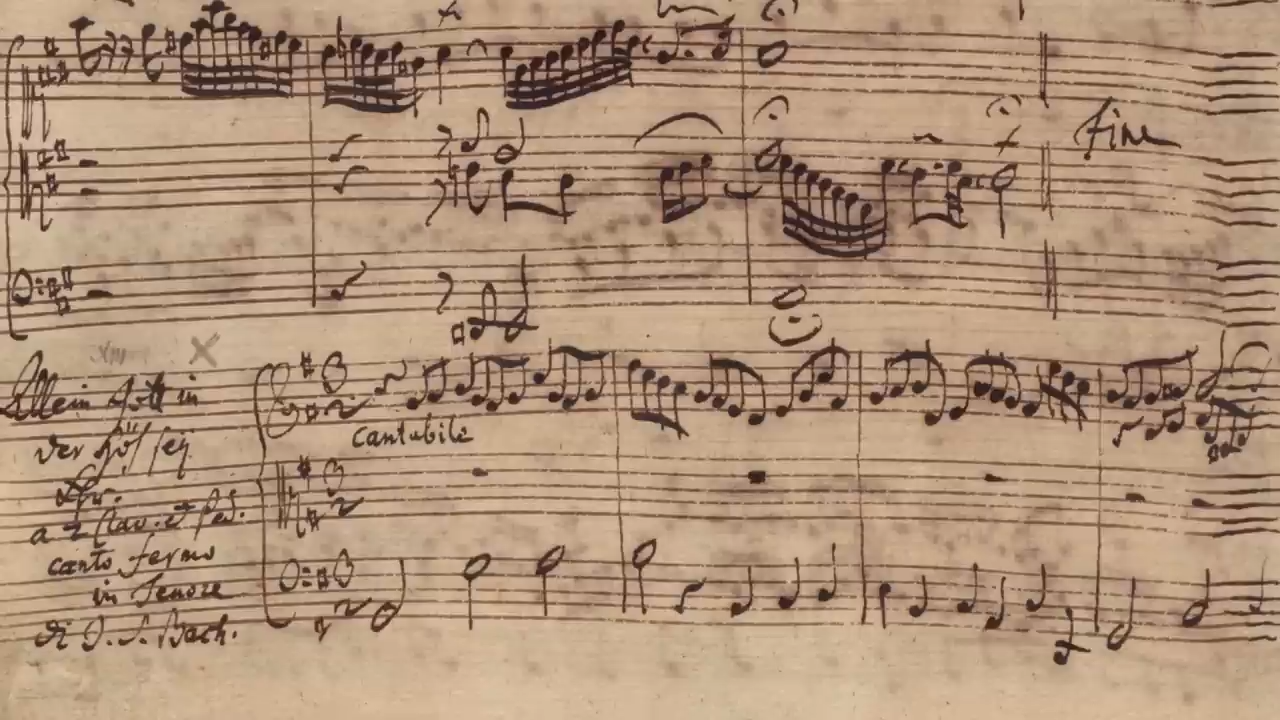 Fine
Allein Gott in
der Höh sey
Ehr.
a 2 Clav. et Ped.
canto fermo
in Tenore
di J. S. Bach.
Cantabile